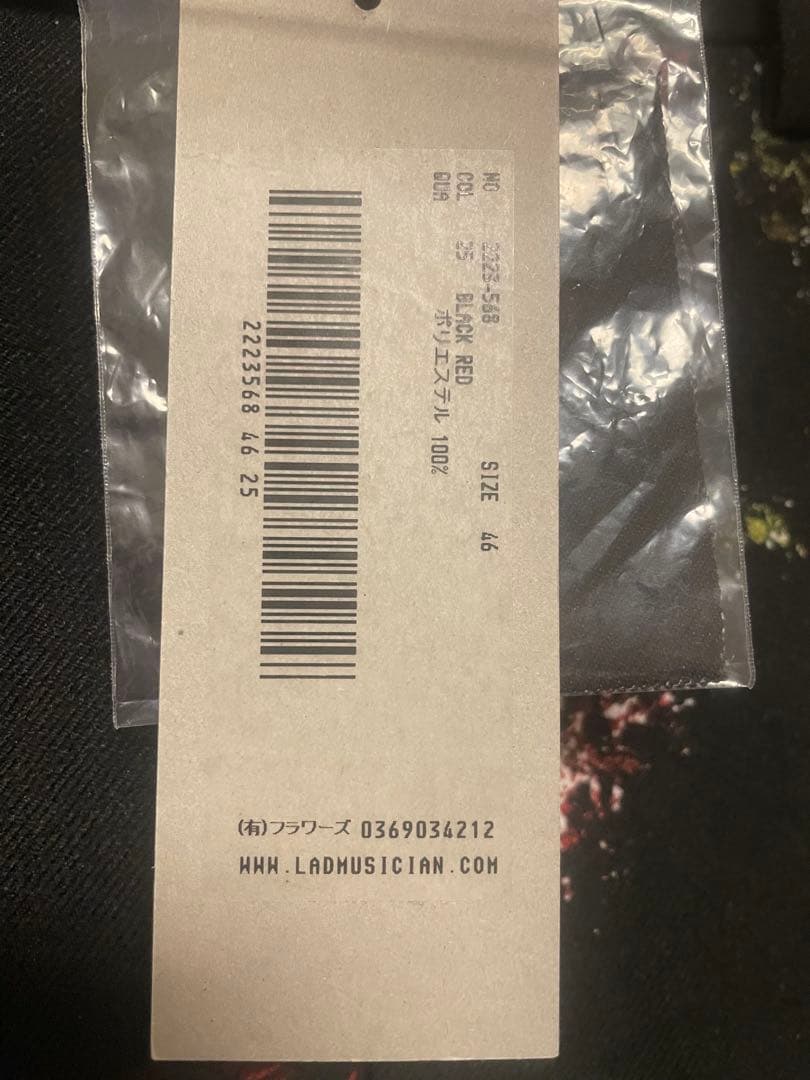 NO 2223-568 SIZE 46
COl 25 BLACK RED
QUA ポリエステル 100%
2223568 46 25
(有)フラワーズ 0369034212
WWW.LADMUSICIAN.COM